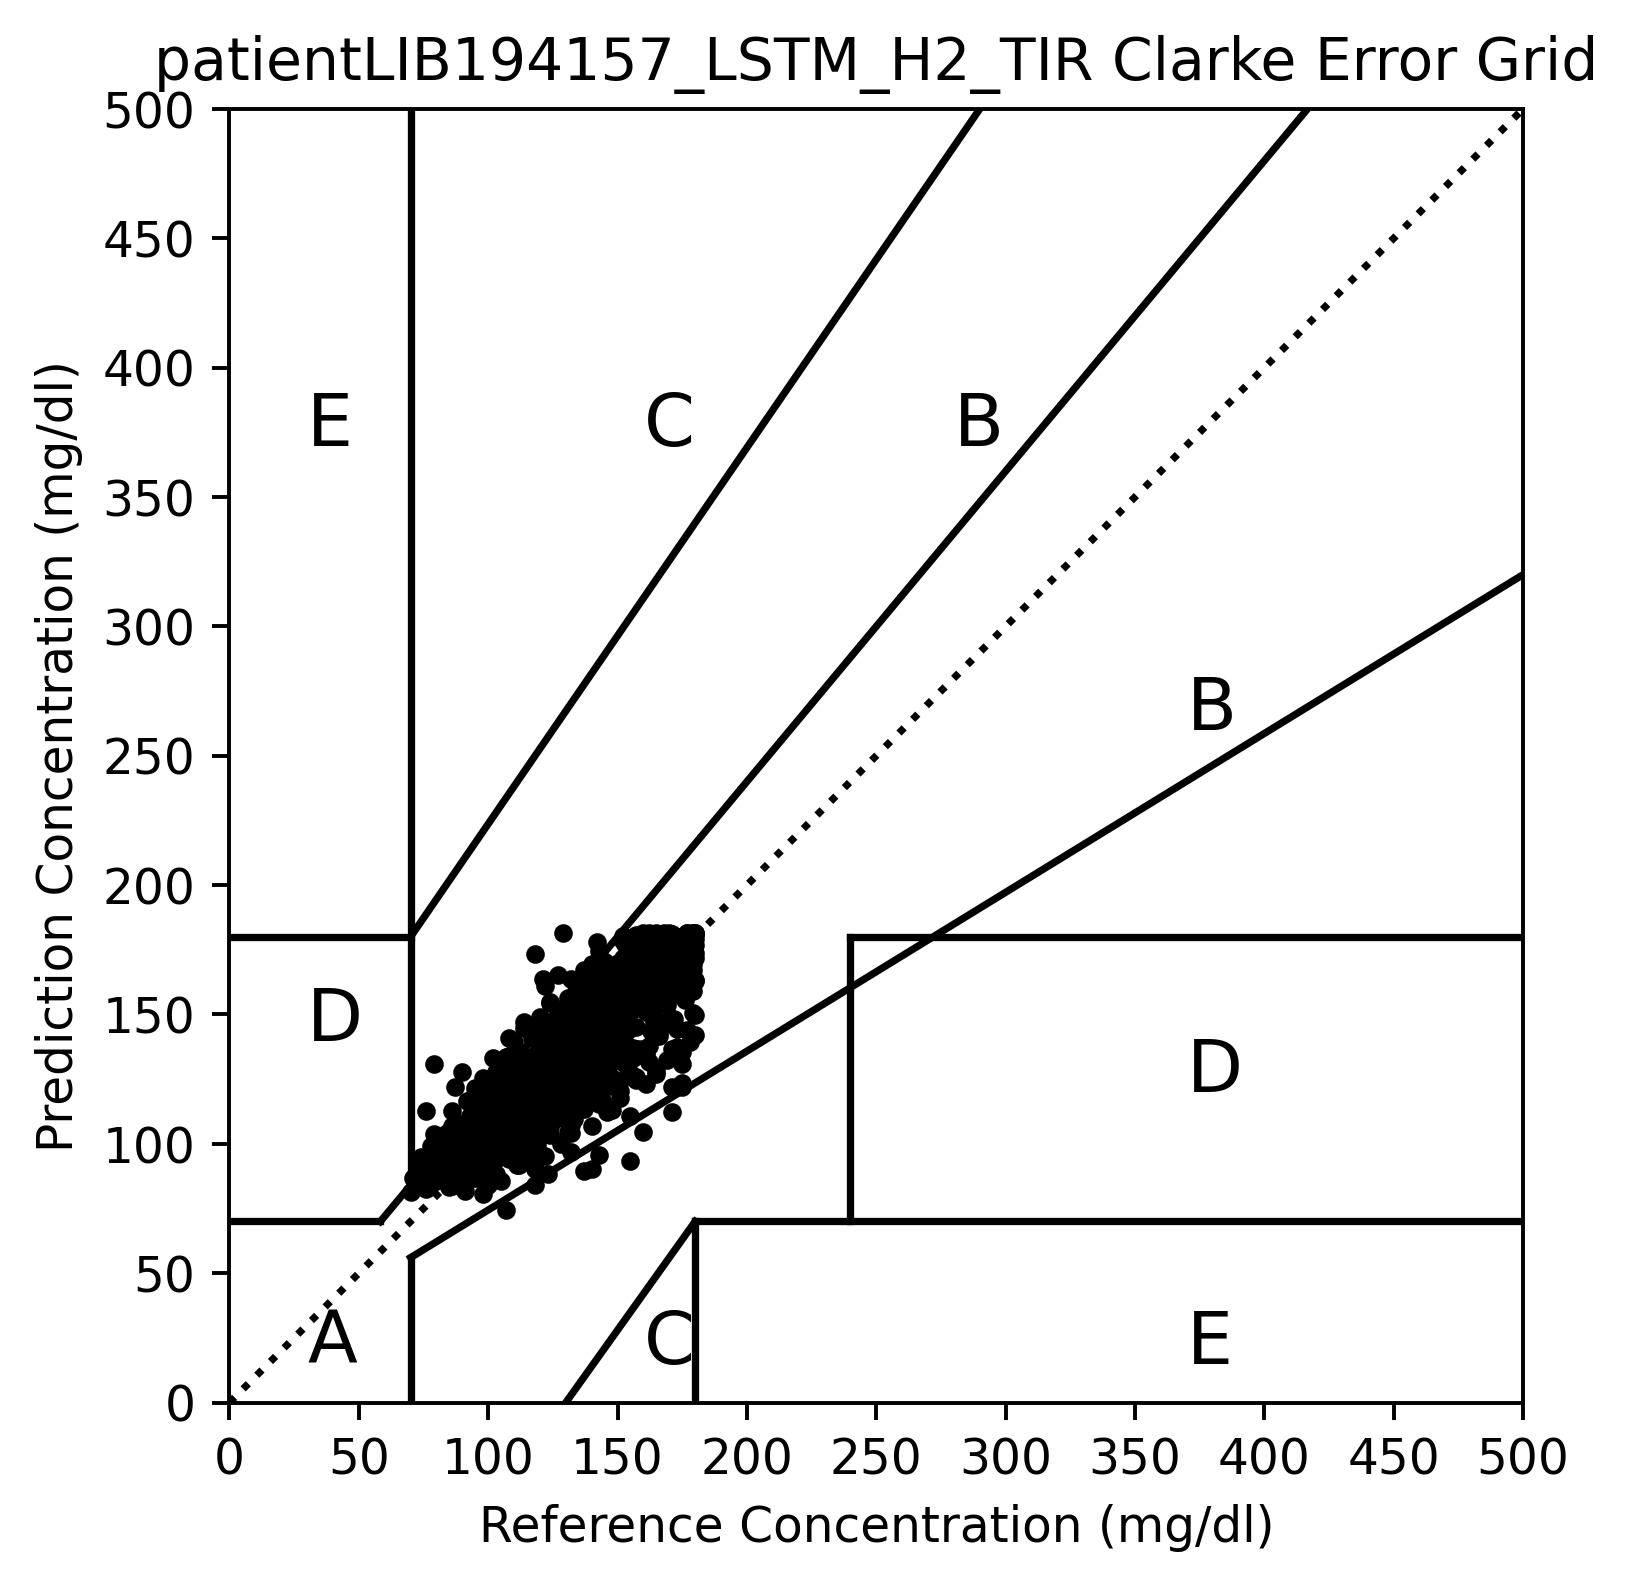 patientLIB194157_LSTM_H2_TIR Clarke Error Grid
500
450
400
350
300
250
200
150
100
50
0
Prediction Concentration (mg/dl)
E
C
B
B
D
D
A
C
E
0 50 100 150 200 250 300 350 400 450 500
Reference Concentration (mg/dl)